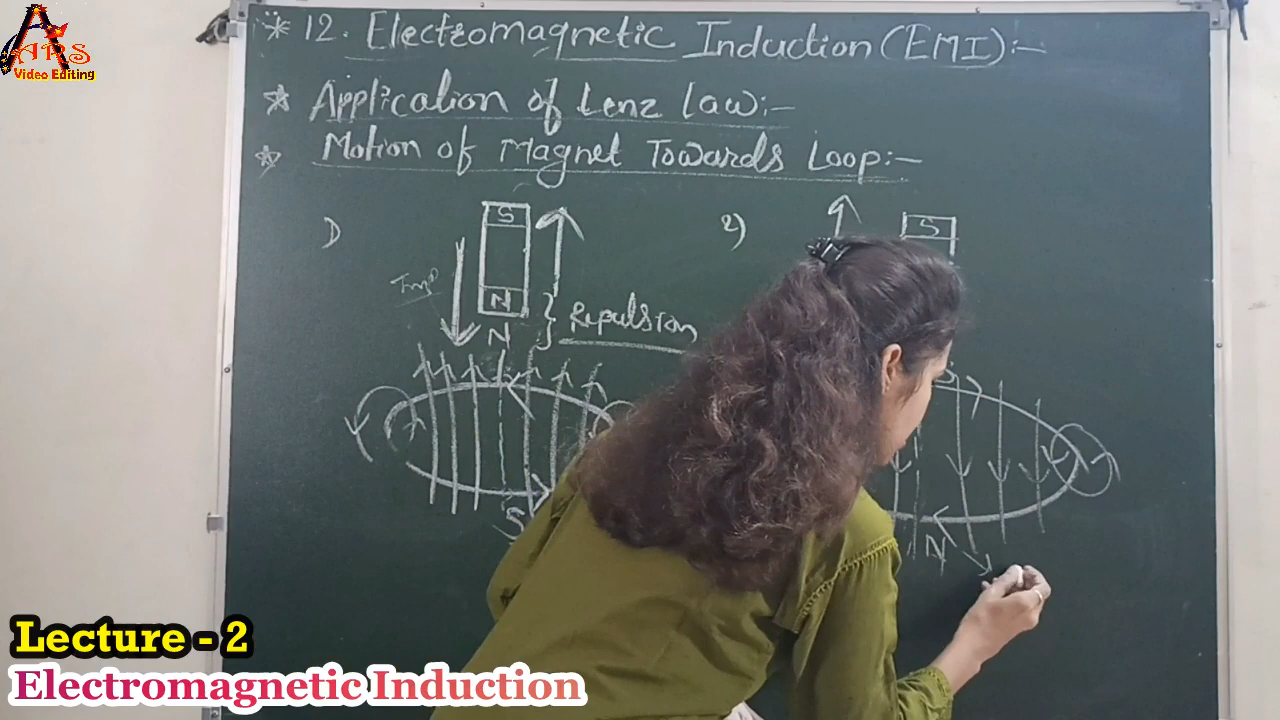 ARS
Video Editing
* 12. Electromagnetic Induction (EMI):-
* Application of Lenz Law:-
* Motion of Magnet Towards Loop:-
1)
S
N
N
Repulsion
S
2)
S
S
N
Lecture - 2
Electromagnetic Induction